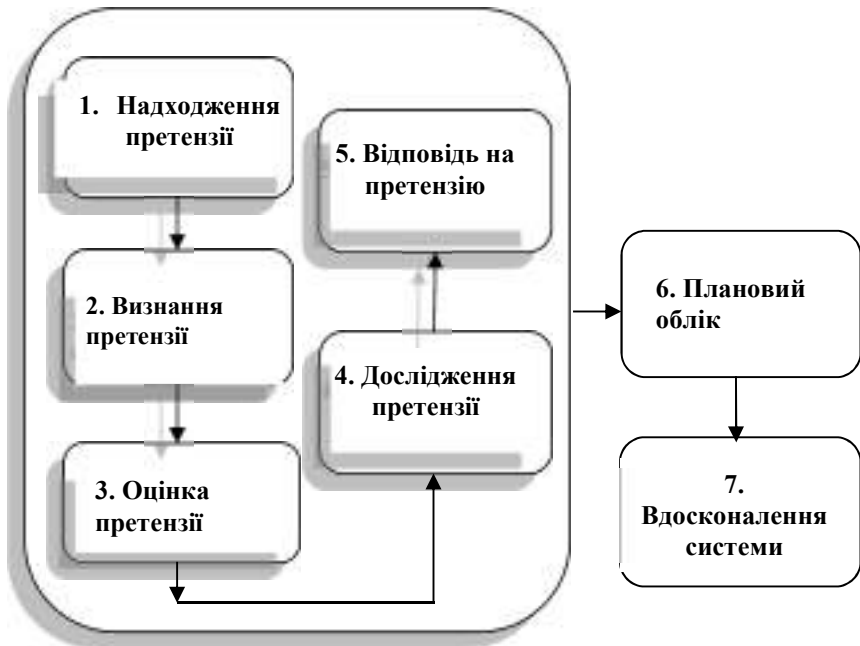 1. Надходження
претензії
2. Визнання
претензії
3. Оцінка
претензії
4. Дослідження
претензії
5. Відповідь на
претензію
6. Плановий
облік
7.
Вдосконалення
системи